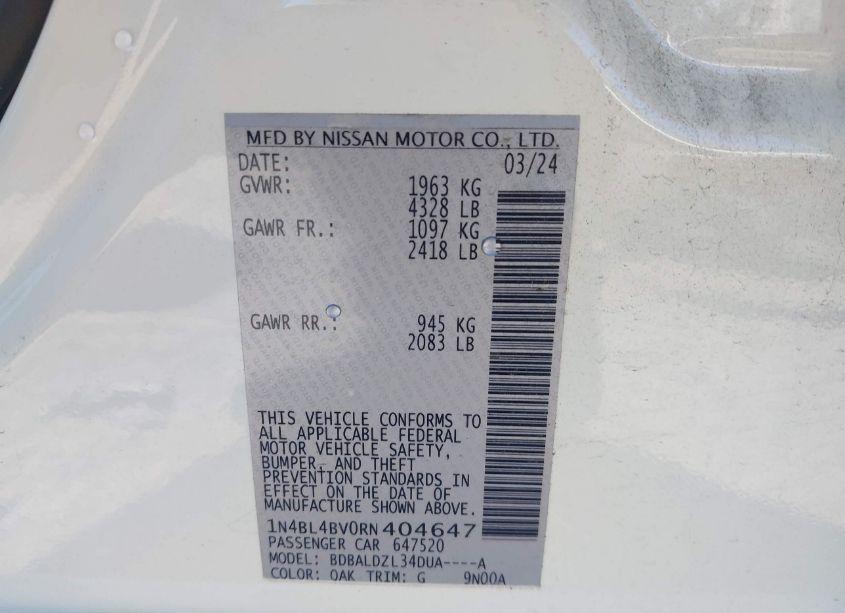 MFD BY NISSAN MOTOR CO., LTD.
DATE: 03/24
GVWR: 1963 KG
4328 LB
GAWR FR.: 1097 KG
2418 LB
GAWR RR.: 945 KG
2083 LB
THIS VEHICLE CONFORMS TO
ALL APPLICABLE FEDERAL
MOTOR VEHICLE SAFETY,
BUMPER, AND THEFT
PREVENTION STANDARDS IN
EFFECT ON THE DATE OF
MANUFACTURE SHOWN ABOVE.
1N4BL4BV0RN404647
PASSENGER CAR 647520
MODEL: BDBALDZL34DUA----A
COLOR: QAK TRIM: G 9N00A